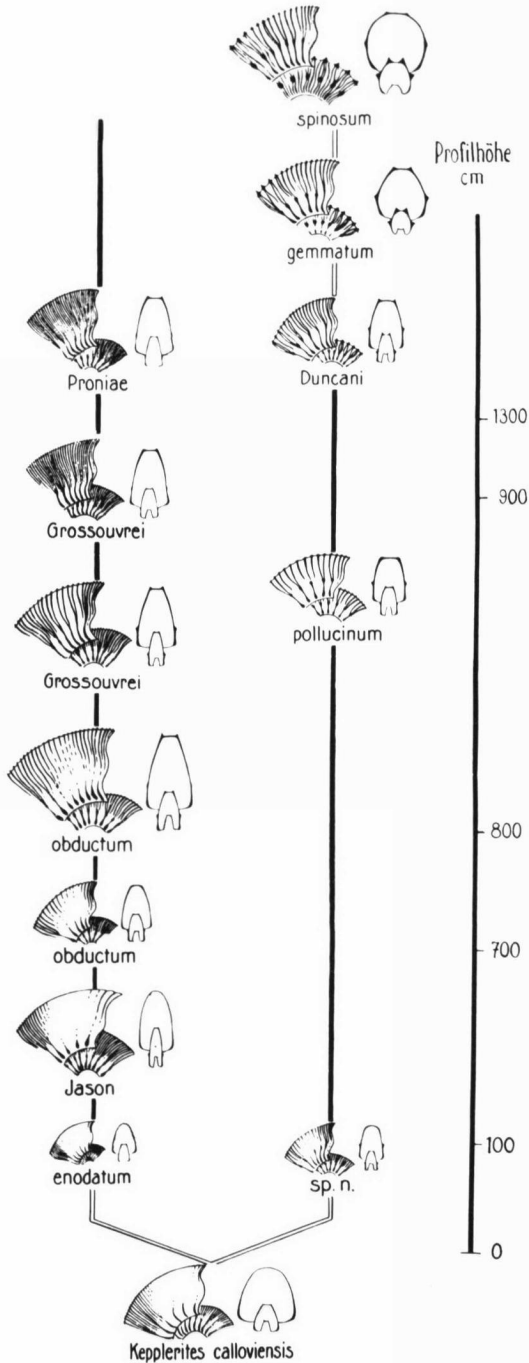 spinosum
Profilhöhe
cm
gemmatum
Proniae
Duncani
1300
900
Grossouvrei
pollucinum
Grossouvrei
800
obductum
700
obductum
Jason
100
enodatum
sp. n.
0
Kepplerites calloviensis